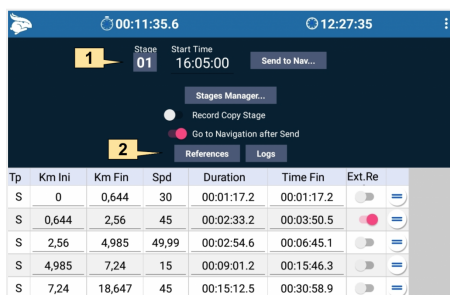 00:11:35.6 12:27:35
1 Stage 01 Start Time 16:05:00 Send to Nav...
Stages Manager...
Record Copy Stage
Go to Navigation after Send
2 References Logs
Tp Km Ini Km Fin Spd Duration Time Fin Ext.Re
S 0 0,644 30 00:01:17.2 00:01:17.2
S 0,644 2,56 45 00:02:33.2 00:03:50.5
S 2,56 4,985 49,99 00:02:54.6 00:06:45.1
S 4,985 7,24 15 00:09:01.2 00:15:46.3
S 7,24 18,647 45 00:15:12.5 00:30:58.9